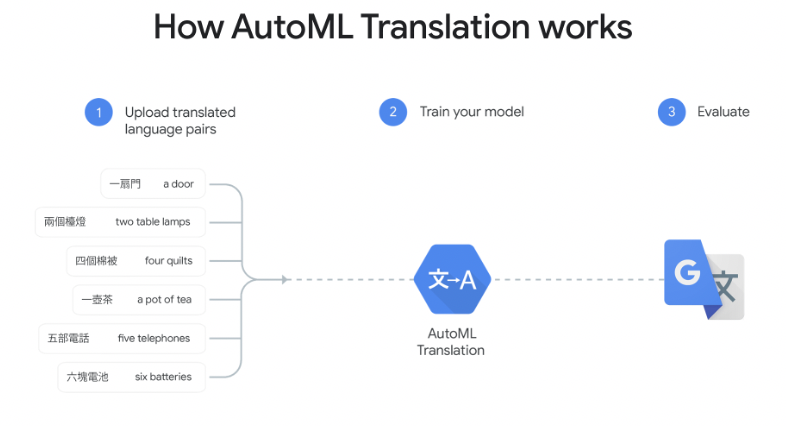 How AutoML Translation works
1 Upload translated
language pairs
2 Train your model
3 Evaluate
一扇門 a door
兩個檯燈 two table lamps
四個棉被 four quilts
一壺茶 a pot of tea
五部電話 five telephones
六塊電池 six batteries
文→A
AutoML
Translation
G 文